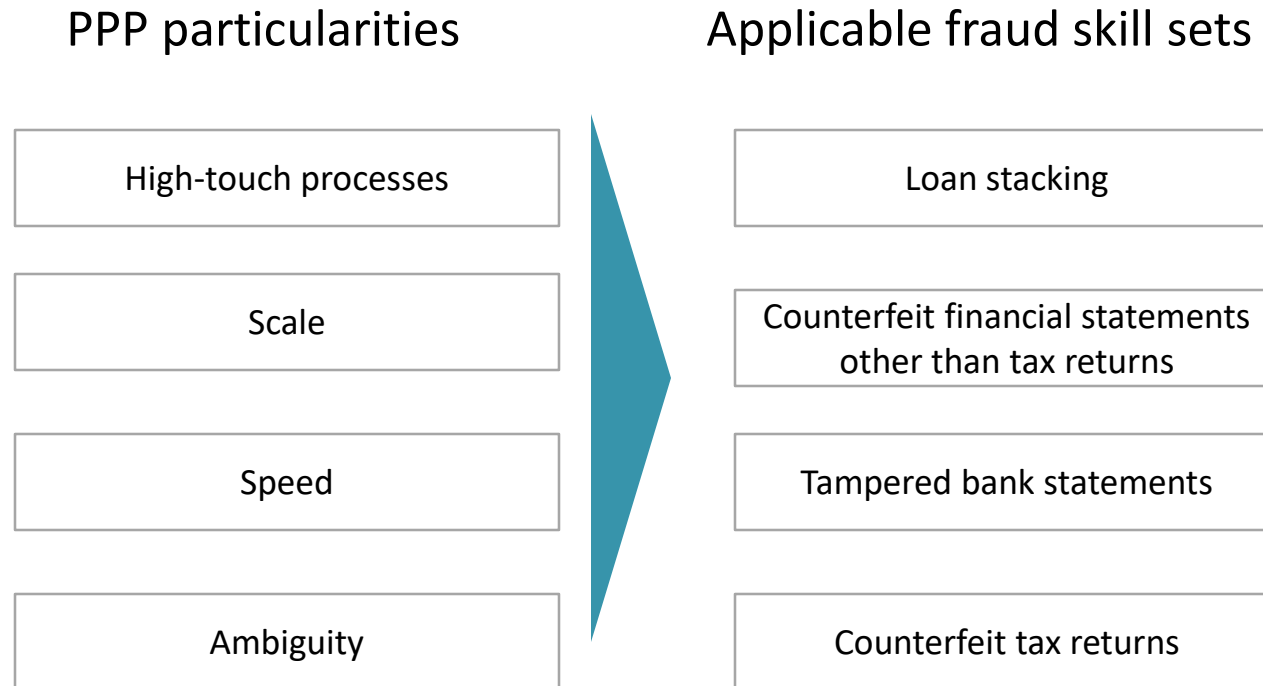 PPP particularities
Applicable fraud skill sets
High-touch processes
Loan stacking
Scale
Counterfeit financial statements
other than tax returns
Speed
Tampered bank statements
Ambiguity
Counterfeit tax returns